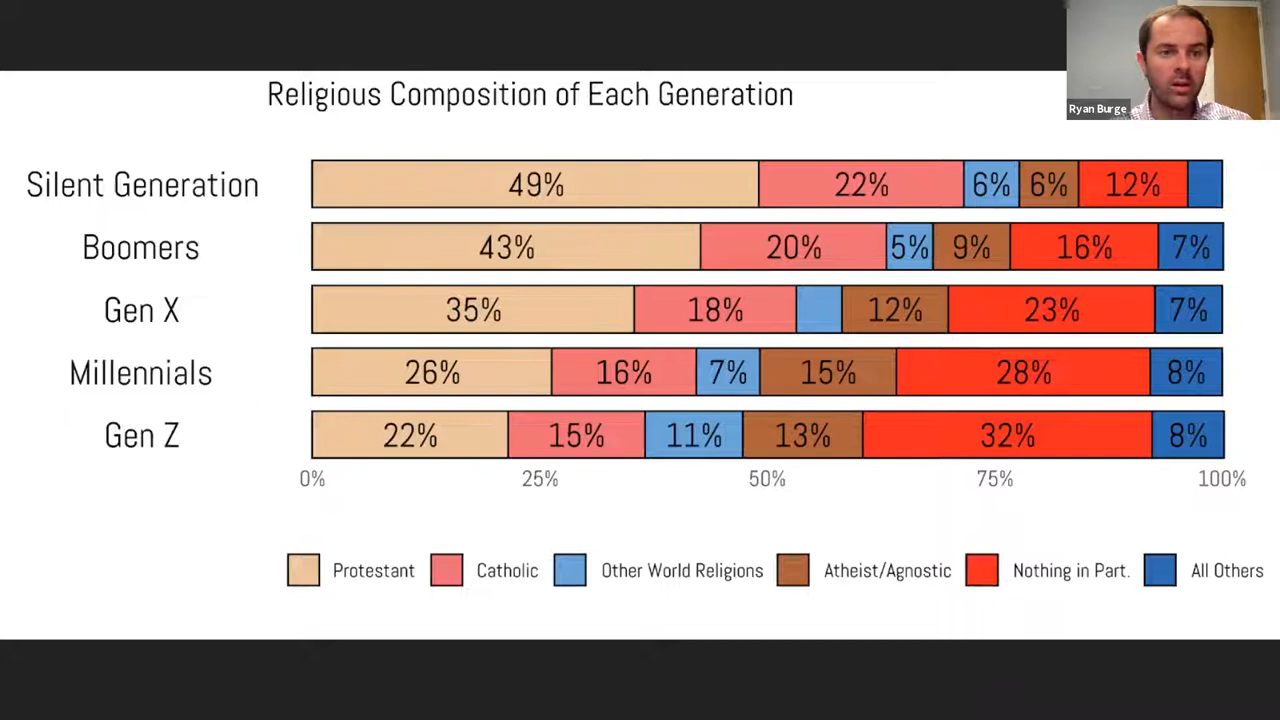 Religious Composition of Each Generation
Ryan Burge
Silent Generation 49% 22% 6% 6% 12%
Boomers 43% 20% 5% 9% 16% 7%
Gen X 35% 18% 12% 23% 7%
Millennials 26% 16% 7% 15% 28% 8%
Gen Z 22% 15% 11% 13% 32% 8%
0% 25% 50% 75% 100%
Protestant Catholic Other World Religions Atheist/Agnostic Nothing in Part. All Others